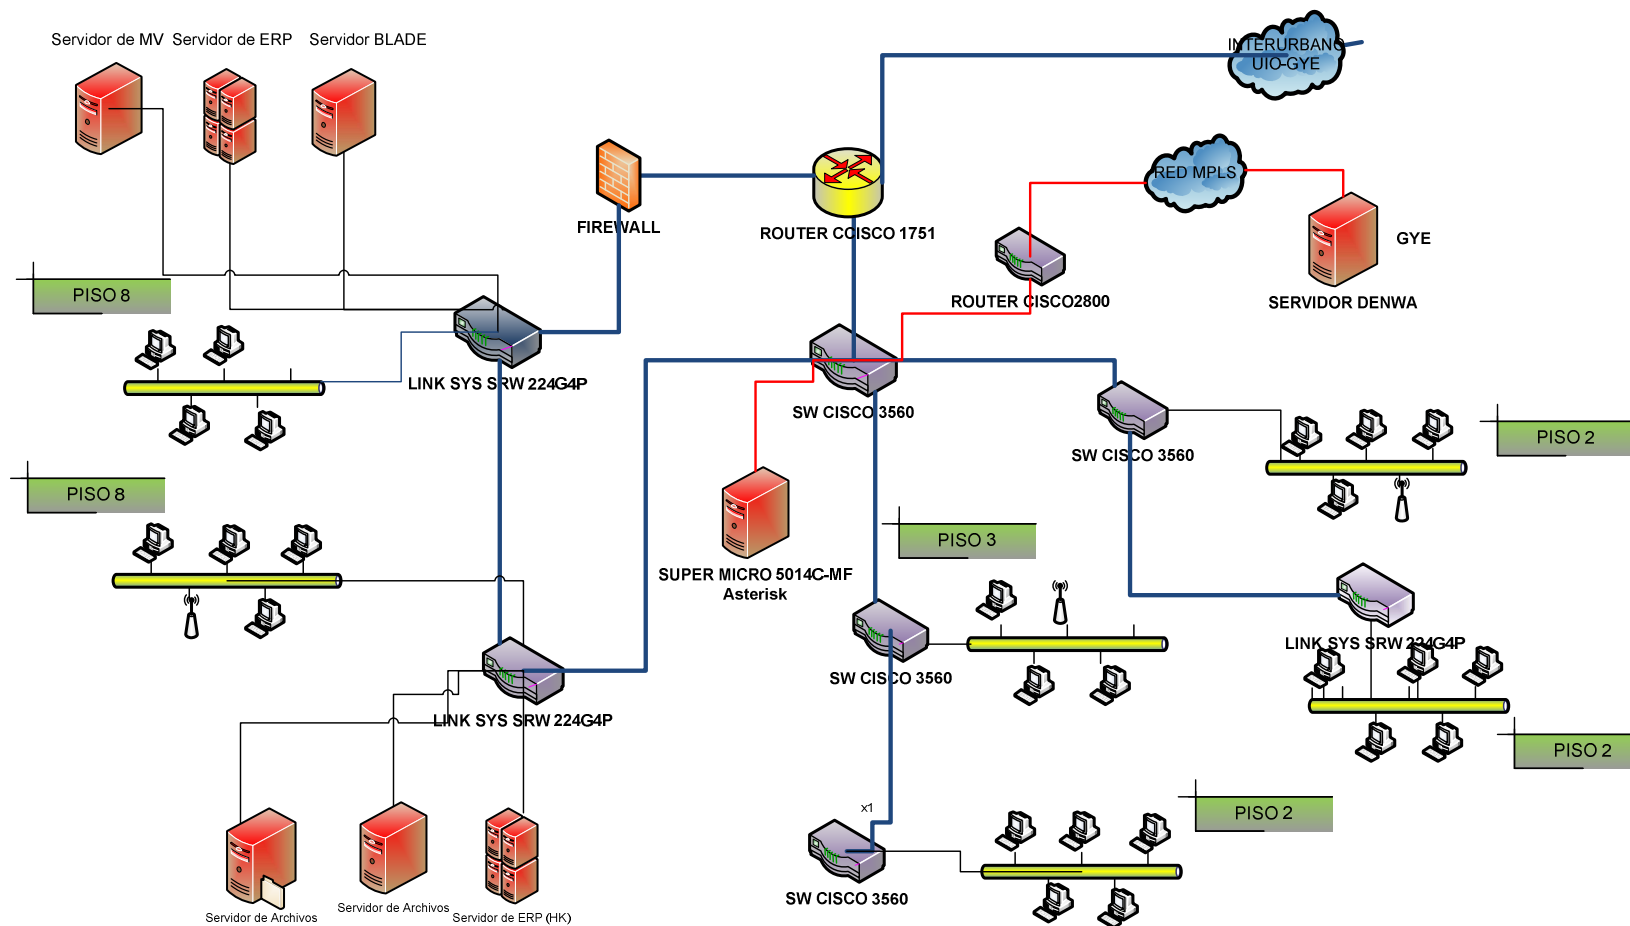 Servidor de MV
Servidor de ERP
Servidor BLADE
INTERURBANO
UIO-GYE
RED MPLS
FIREWALL
ROUTER CCISCO 1751
GYE
PISO 8
ROUTER CISCO2800
SERVIDOR DENWA
LINK SYS SRW 224G4P
SW CISCO 3560
SW CISCO 3560
PISO 2
PISO 8
PISO 3
SUPER MICRO 5014C-MF
Asterisk
LINK SYS SRW 224G4P
SW CISCO 3560
LINK SYS SRW 224G4P
PISO 2
x1
PISO 2
SW CISCO 3560
Servidor de Archivos
Servidor de Archivos
Servidor de ERP (HK)